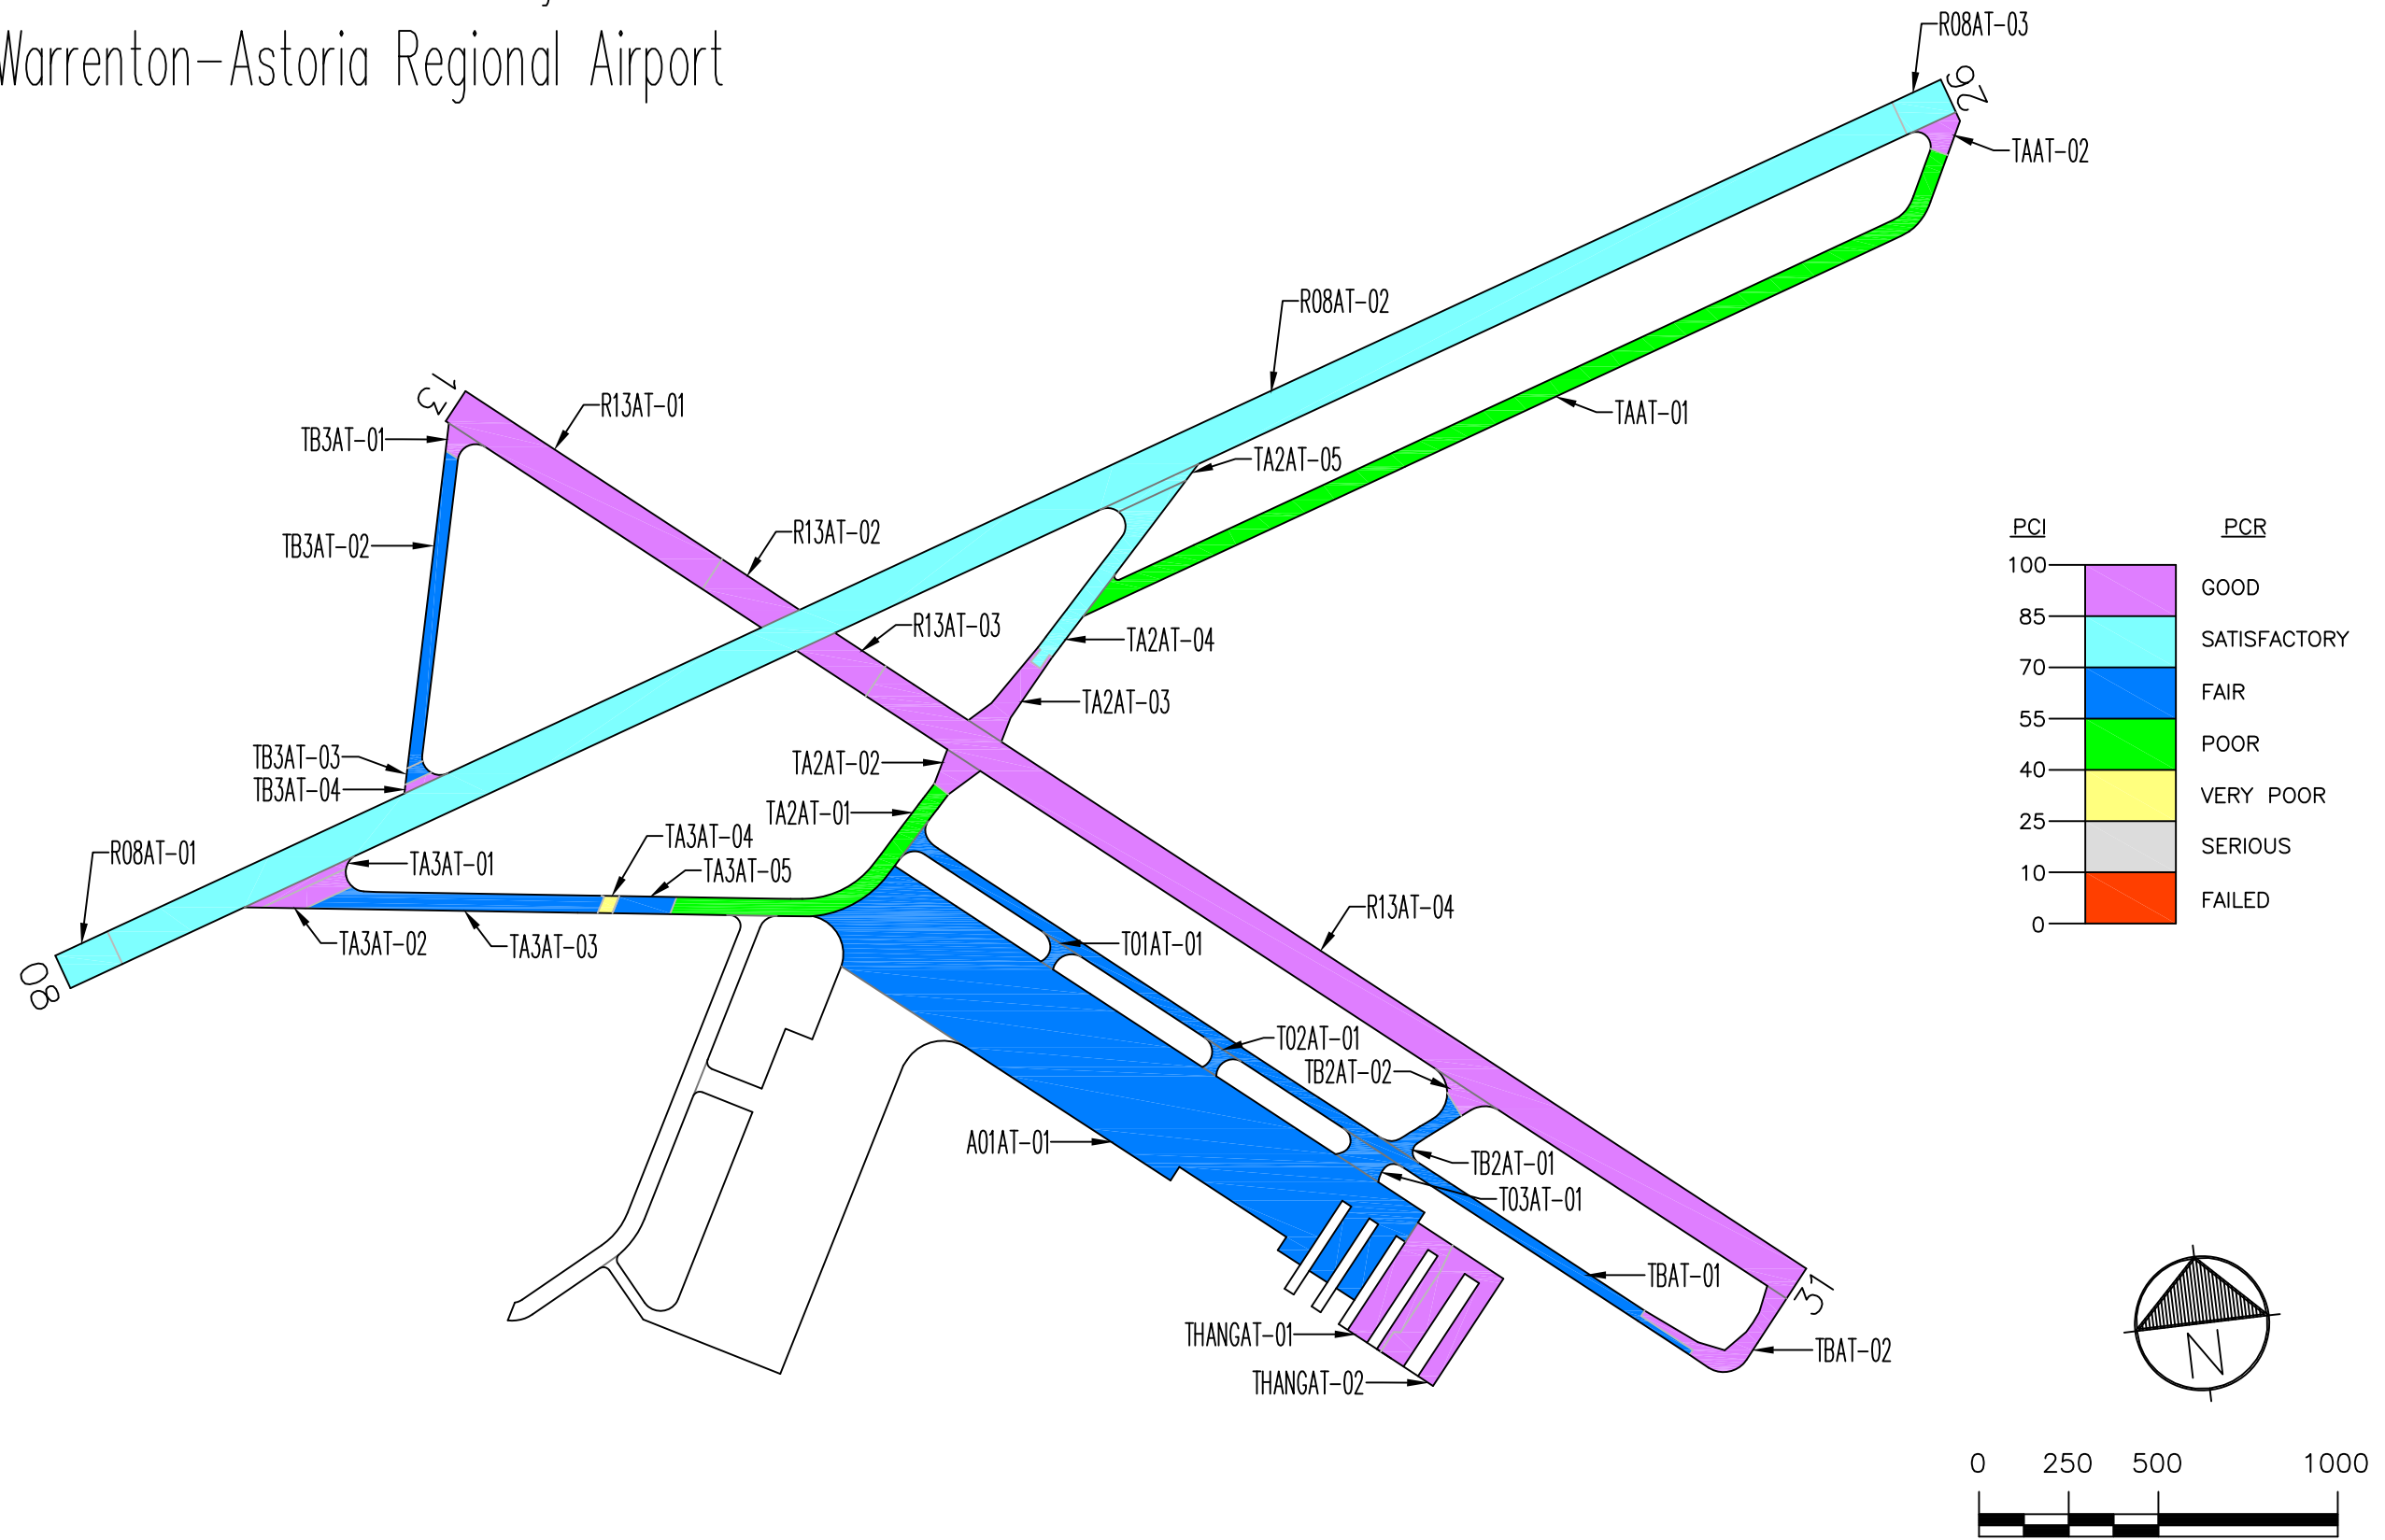 Warrenton-Astoria Regional Airport
R08AT-03
26
TAAT-02
R08AT-02
13
R13AT-01
TAAT-01
TB3AT-01
TA2AT-05
R13AT-02
TB3AT-02
R13AT-03
TA2AT-04
TA2AT-03
TB3AT-03
TA2AT-02
TB3AT-04
TA2AT-01
TA3AT-04
R08AT-01
TA3AT-01
TA3AT-05
R13AT-04
TA3AT-02
TA3AT-03
T01AT-01
08
T02AT-01
TB2AT-02
A01AT-01
TB2AT-01
T03AT-01
TBAT-01
31
THANGAT-01
TBAT-02
THANGAT-02
PCI PCR
100
GOOD
85
SATISFACTORY
70
FAIR
55
POOR
40
VERY POOR
25
SERIOUS
10
FAILED
0
N
0 250 500 1000